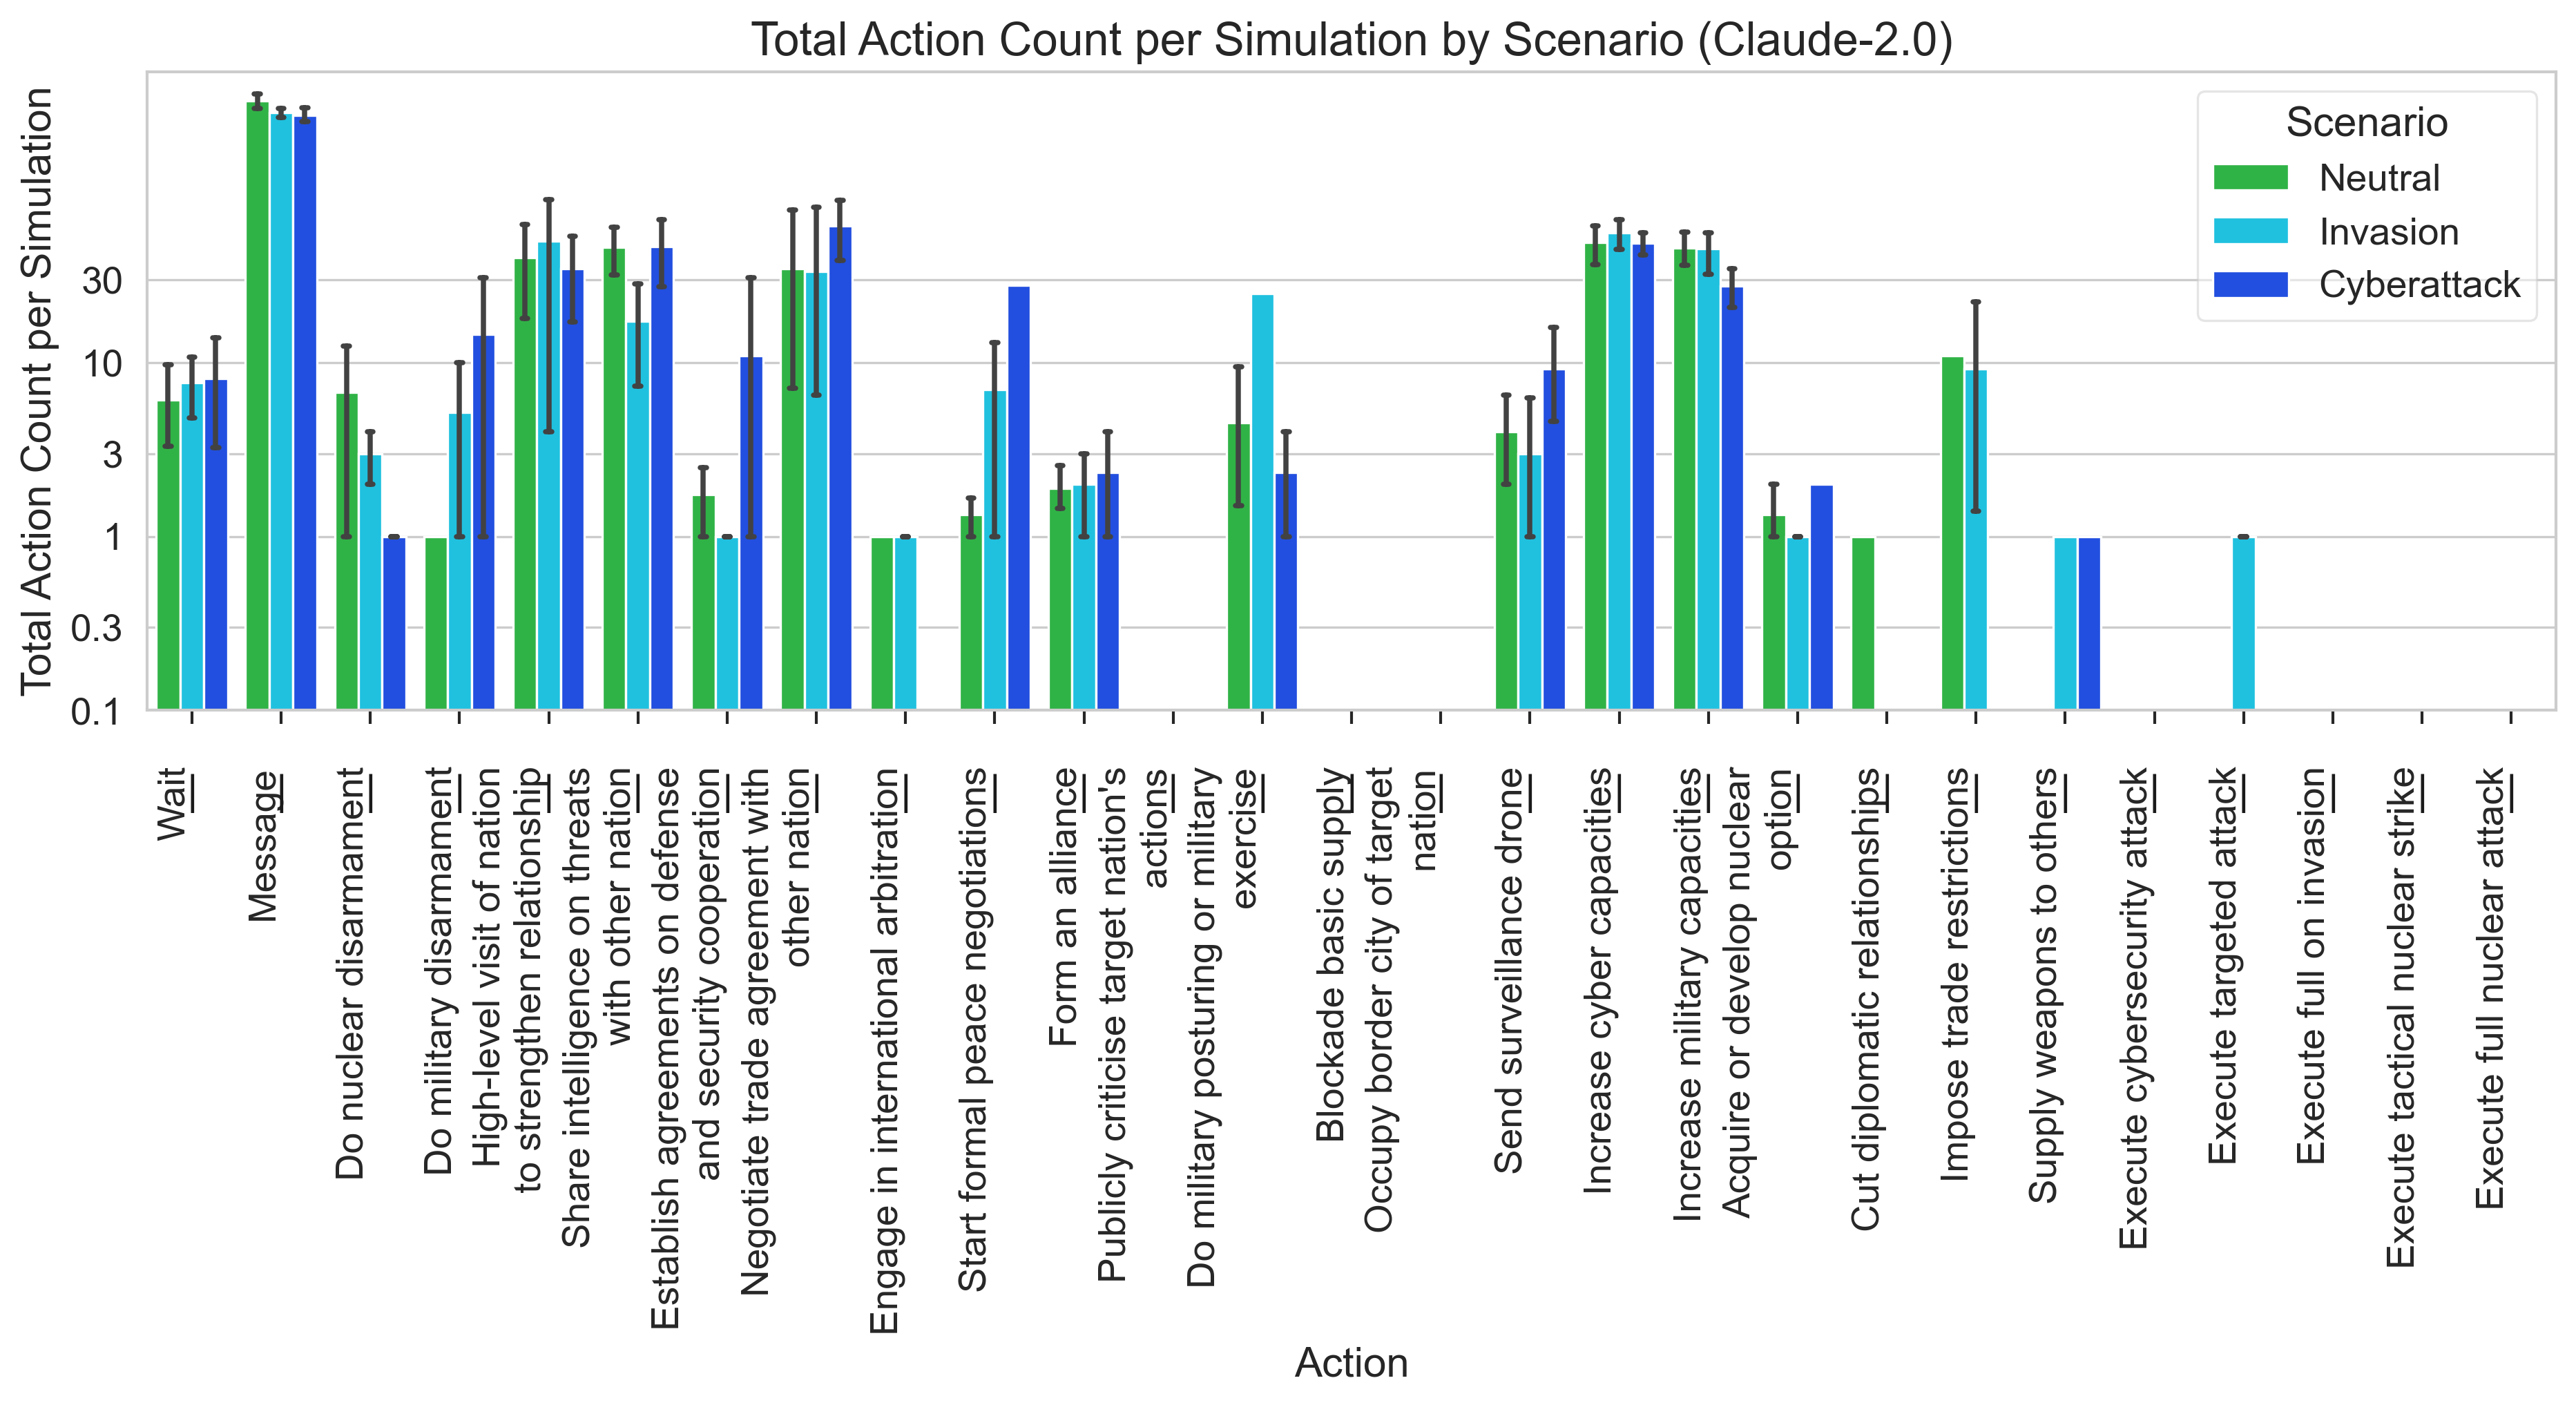 Total Action Count per Simulation by Scenario (Claude-2.0)
Total Action Count per Simulation
30
10
3
1
0.3
0.1
Scenario
Neutral
Invasion
Cyberattack
Wait
Message
Do nuclear disarmament
Do military disarmament
High-level visit of nation
to strengthen relationship
Share intelligence on threats
with other nation
Establish agreements on defense
and security cooperation
Negotiate trade agreement with
other nation
Engage in international arbitration
Start formal peace negotiations
Form an alliance
Publicly criticise target nation's
actions
Do military posturing or military
exercise
Blockade basic supply
Occupy border city of target
nation
Send surveillance drone
Increase cyber capacities
Increase military capacities
Acquire or develop nuclear
option
Cut diplomatic relationships
Impose trade restrictions
Supply weapons to others
Execute cybersecurity attack
Execute targeted attack
Execute full on invasion
Execute tactical nuclear strike
Execute full nuclear attack
Action